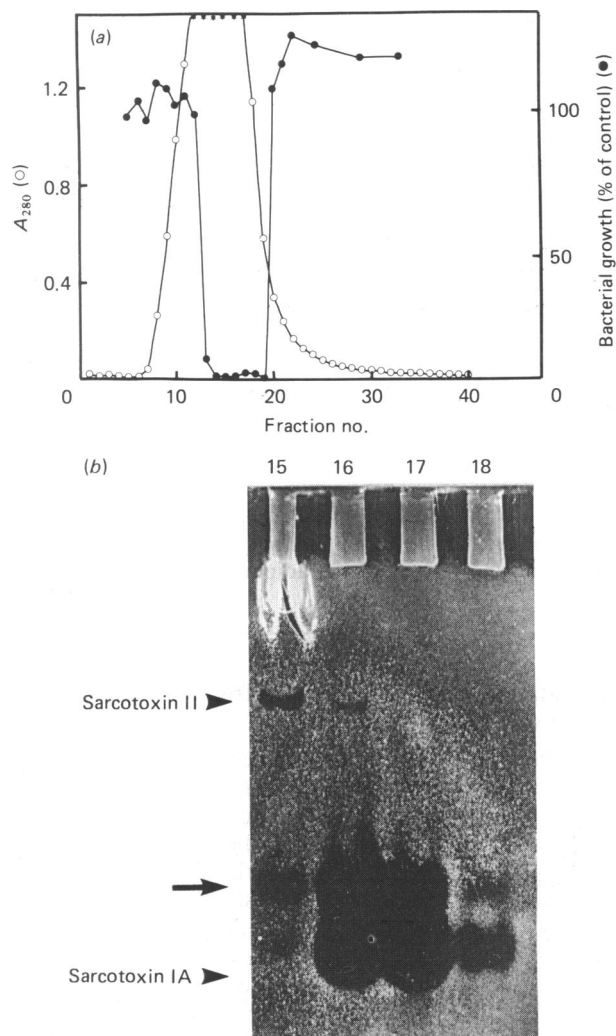 (a)
1.2
0.8
0.4
0
A280 (○)
100
50
0
Bacterial growth (% of control) (●)
10
20
30
40
Fraction no.
(b)
15 16 17 18
Sarcotoxin II
Sarcotoxin IA